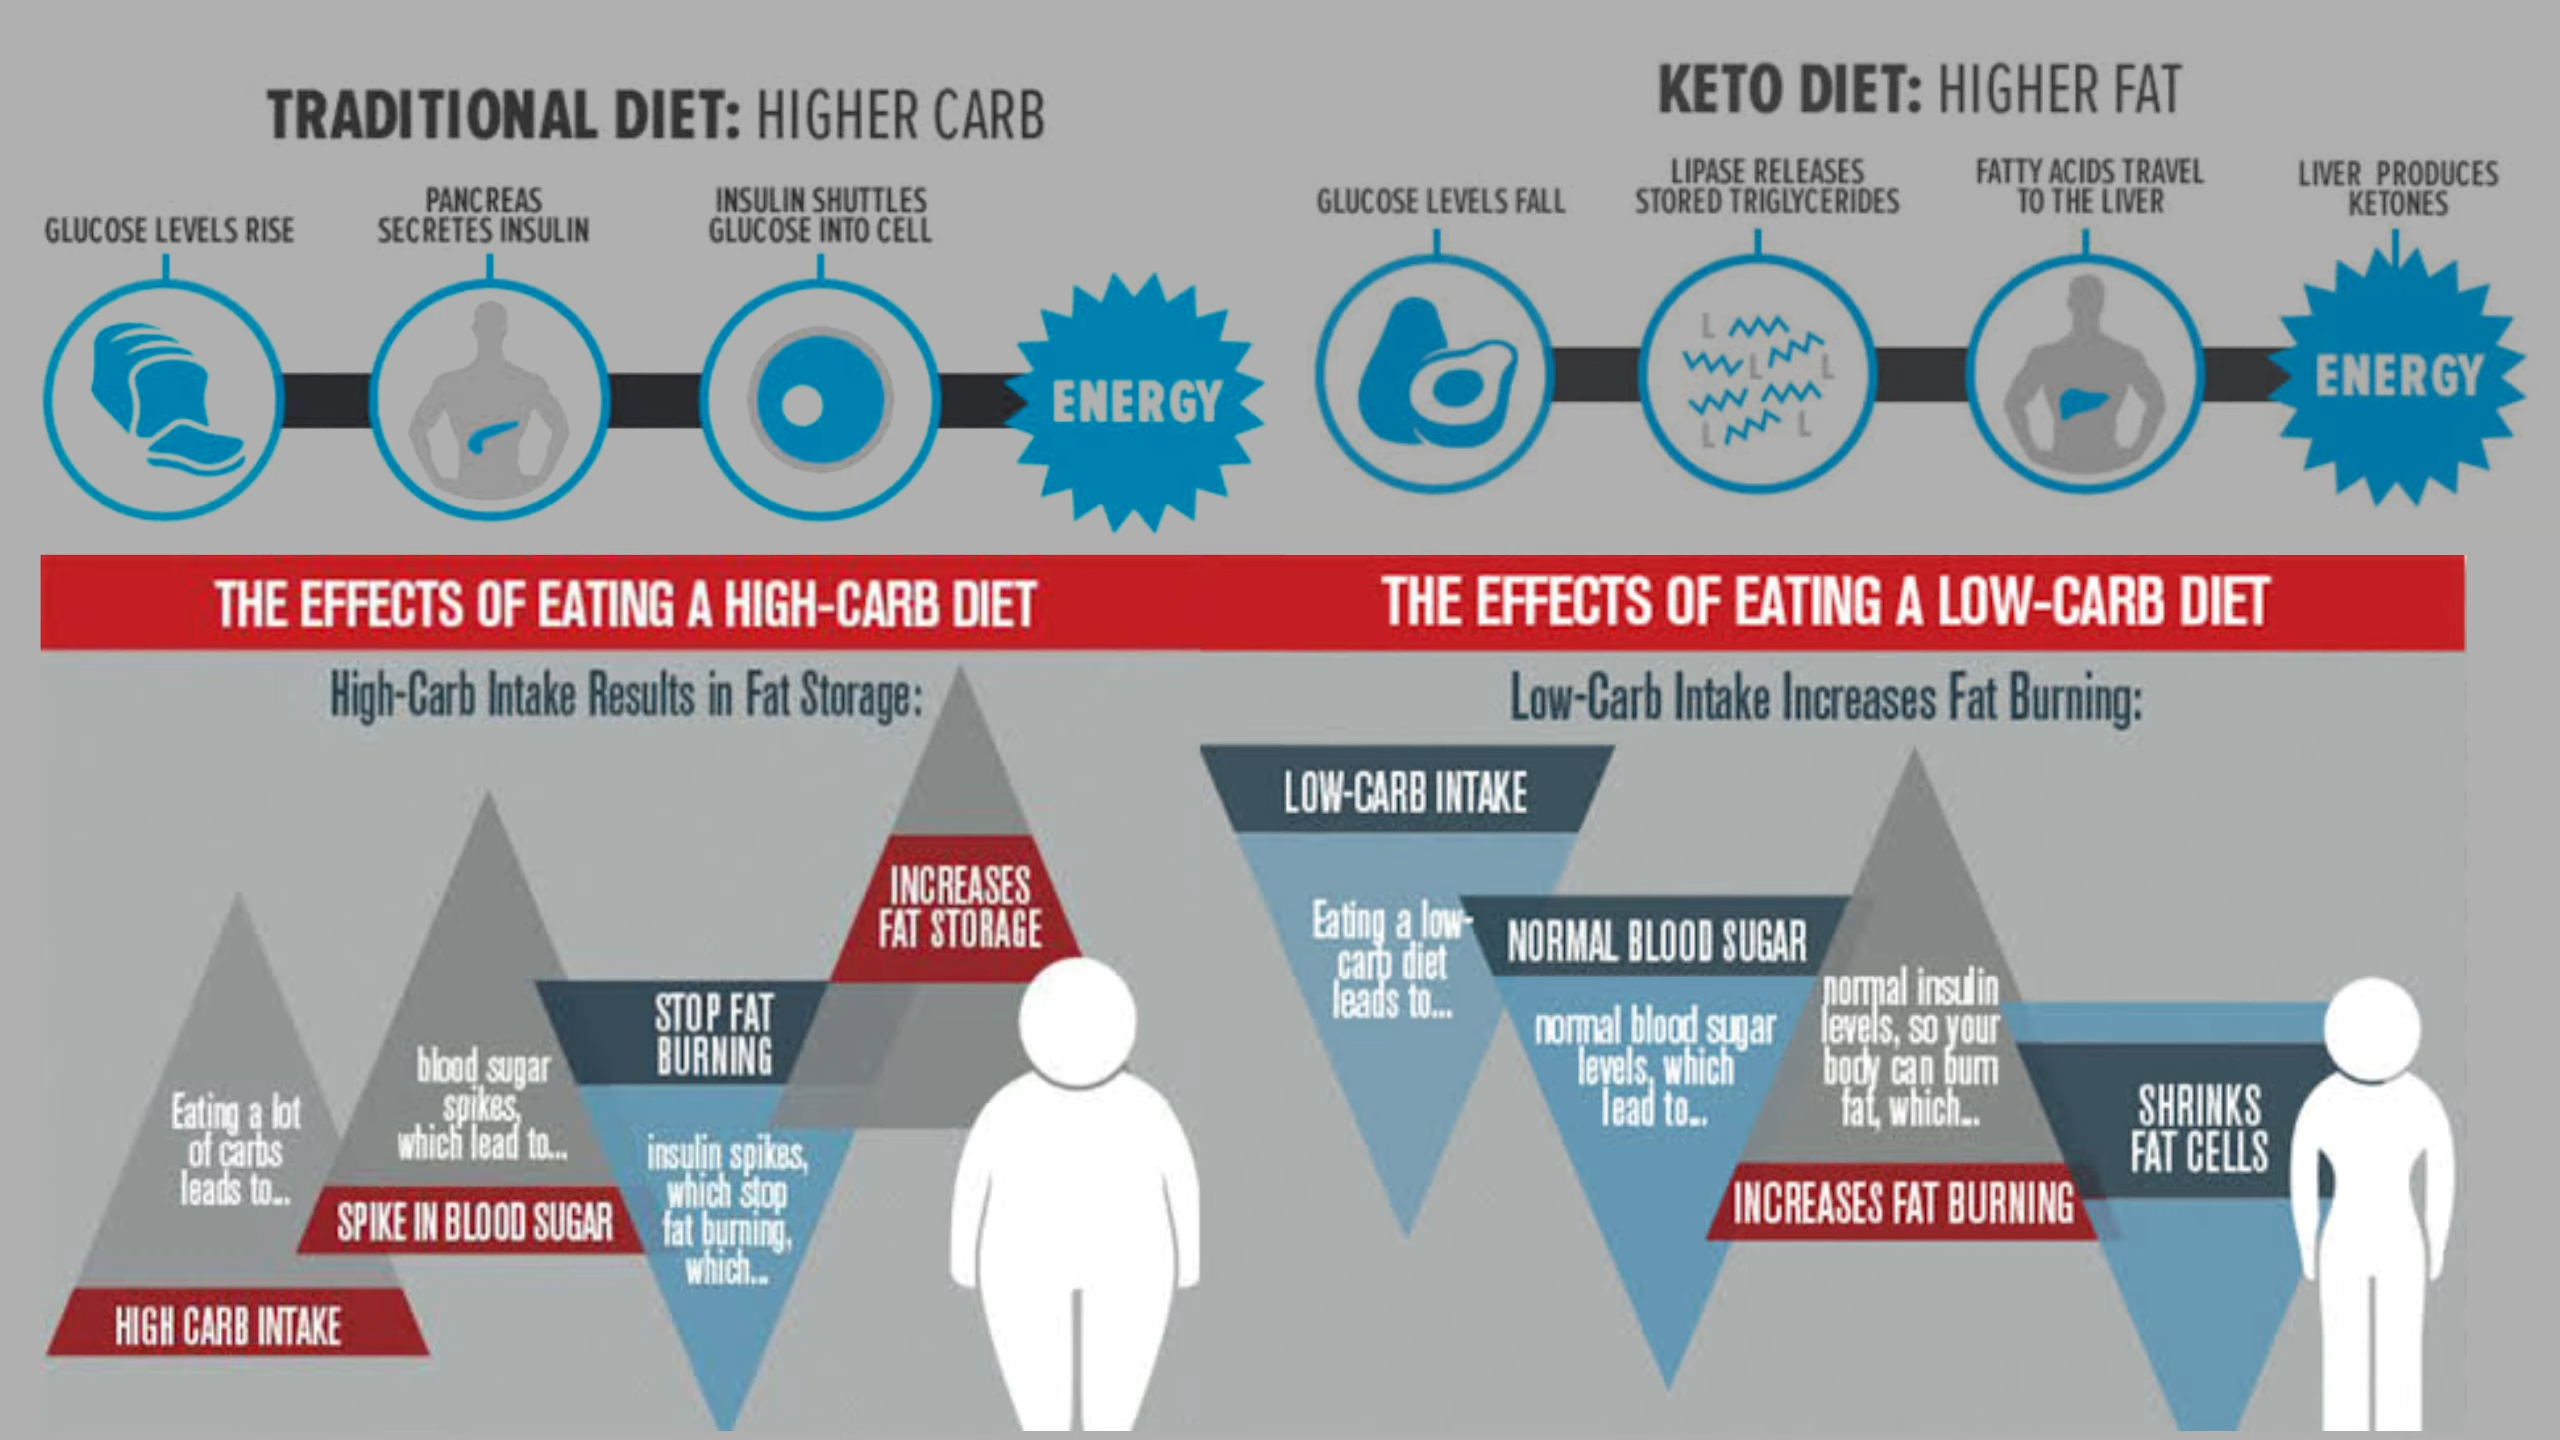 TRADITIONAL DIET: HIGHER CARB
GLUCOSE LEVELS RISE
PANCREAS
SECRETES INSULIN
INSULIN SHUTTLES
GLUCOSE INTO CELL
ENERGY
KETO DIET: HIGHER FAT
GLUCOSE LEVELS FALL
LIPASE RELEASES
STORED TRIGLYCERIDES
L
L
L
L
L
FATTY ACIDS TRAVEL
TO THE LIVER
LIVER PRODUCES
KETONES
ENERGY
THE EFFECTS OF EATING A HIGH-CARB DIET
High-Carb Intake Results in Fat Storage:
Eating a lot
of carbs
leads to...
HIGH CARB INTAKE
blood sugar
spikes,
which lead to...
SPIKE IN BLOOD SUGAR
STOP FAT
BURNING
insulin spikes,
which stop
fat burning,
which...
INCREASES
FAT STORAGE
THE EFFECTS OF EATING A LOW-CARB DIET
Low-Carb Intake Increases Fat Burning:
LOW-CARB INTAKE
Eating a low-
carb diet
leads to...
NORMAL BLOOD SUGAR
normal blood sugar
levels, which
lead to...
normal insulin
levels, so your
body can burn
fat, which...
INCREASES FAT BURNING
SHRINKS
FAT CELLS